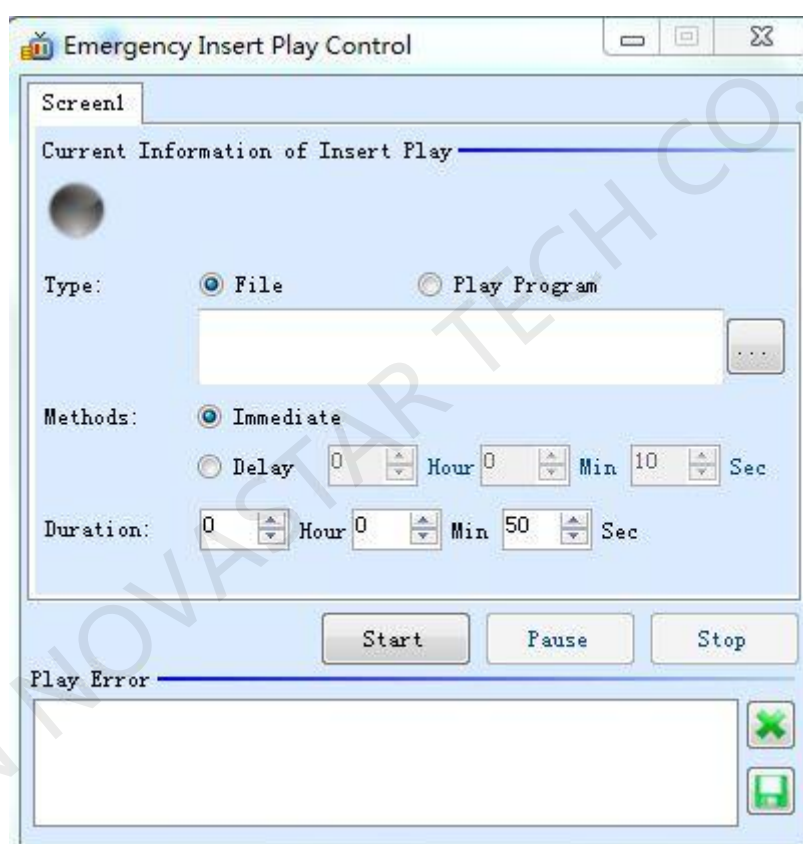 Emergency Insert Play Control
Screen1
Current Information of Insert Play
Type: File Play Program
...
Methods: Immediate
Delay 0 Hour 0 Min 10 Sec
Duration: 0 Hour 0 Min 50 Sec
Start Pause Stop
Play Error
N NOVASTAR TECH CO.